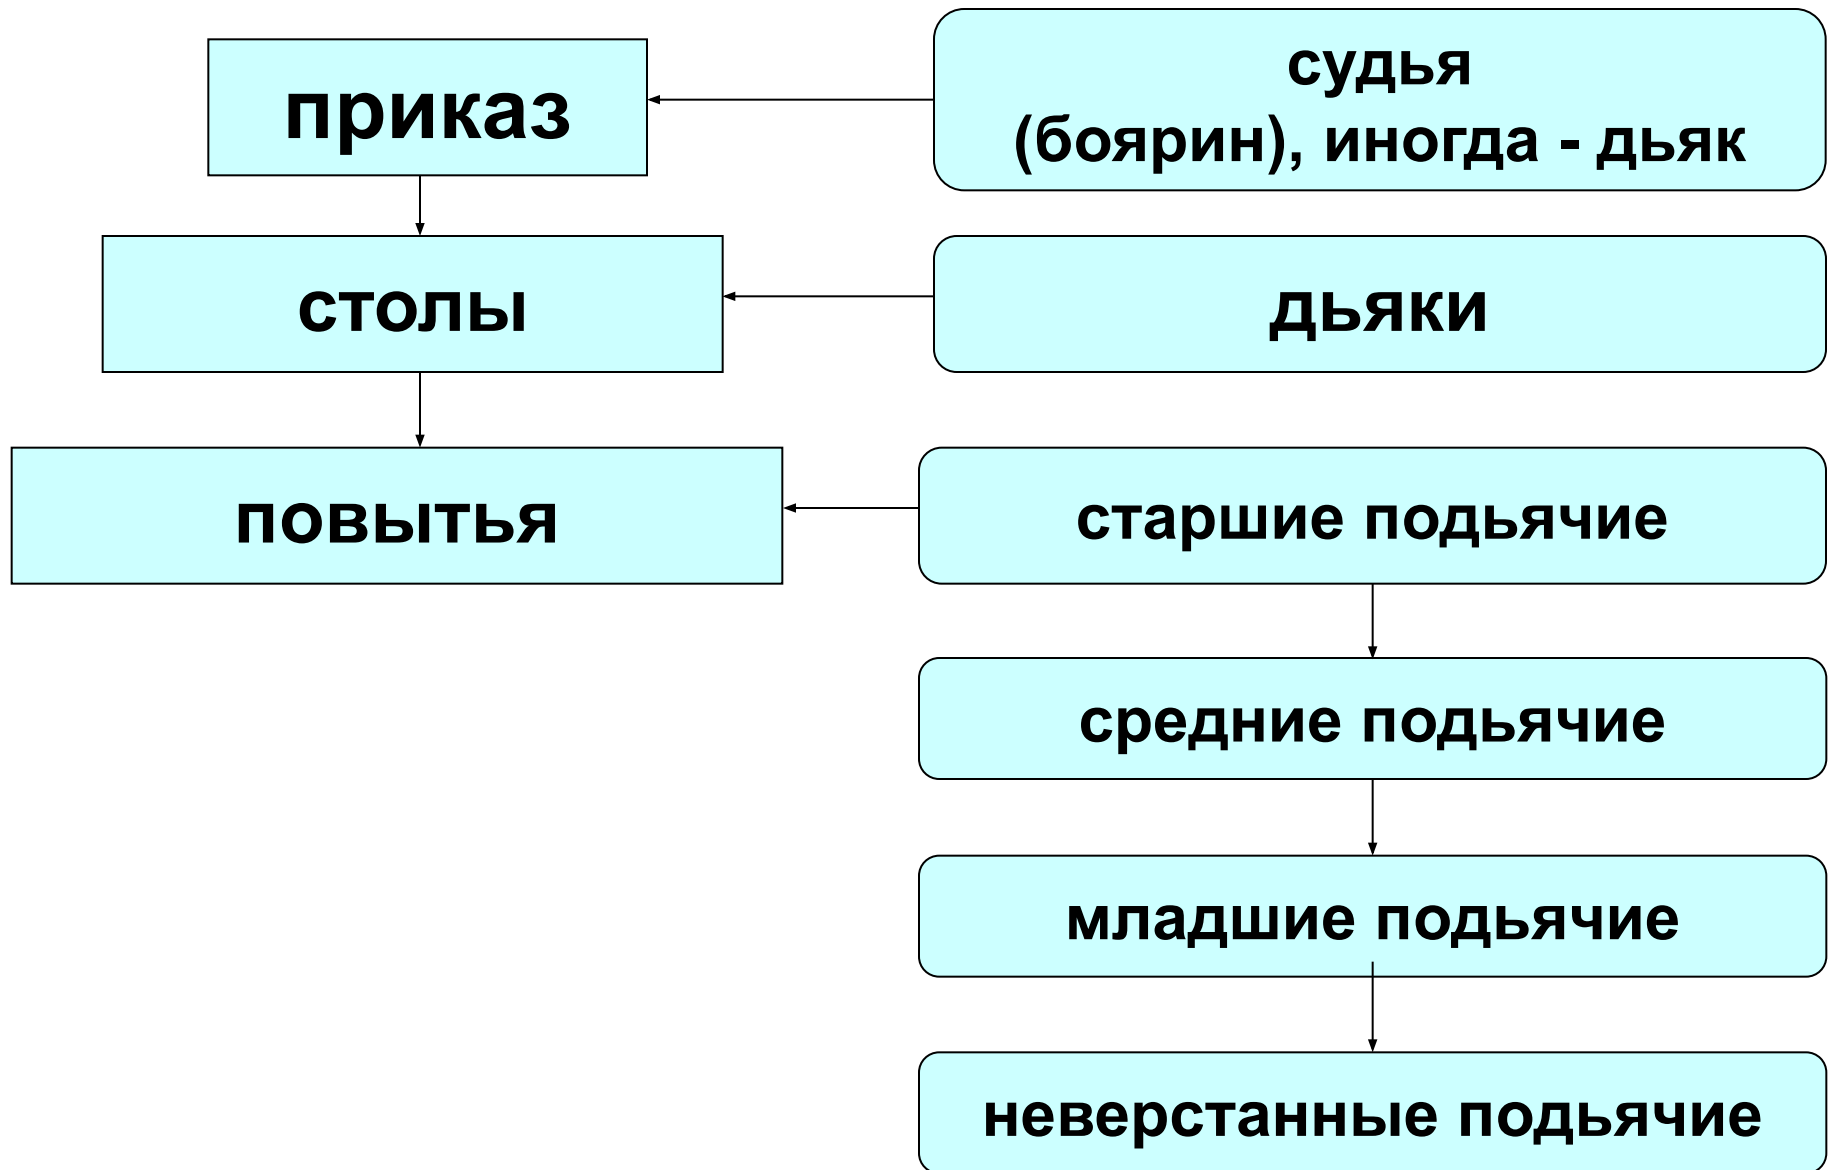 приказ
судья
(боярин), иногда - дьяк
столы
дьяки
повытья
старшие подьячие
средние подьячие
младшие подьячие
неверстанные подьячие